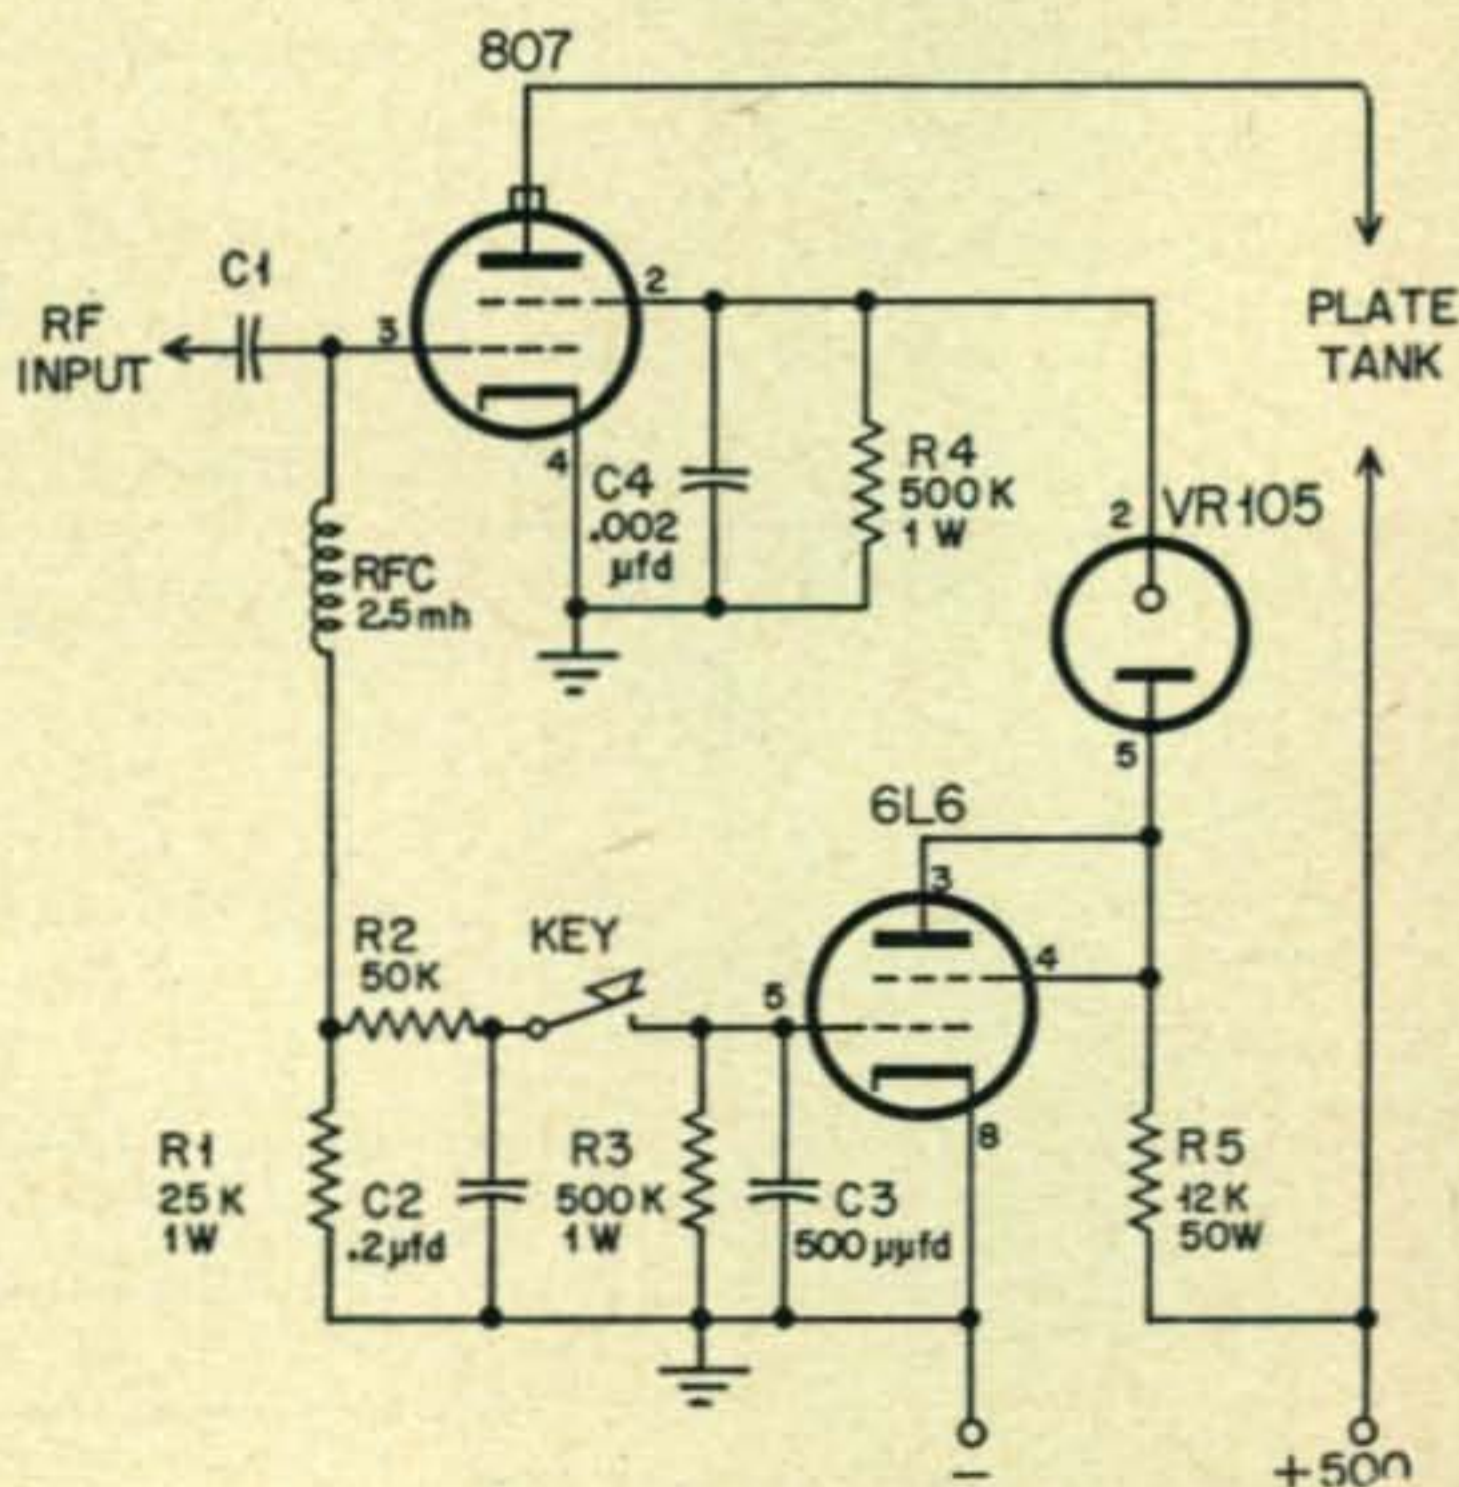 807
C1
RF
INPUT
3
2
4
C4
.002
µfd
R4
500K
1W
PLATE
TANK
2
VR105
5
RFC
2.5mh
6L6
3
4
5
8
R2
50K
KEY
R1
25K
1W
C2
.2µfd
R3
500K
1W
C3
500µµfd
R5
12K
50W
–
+500